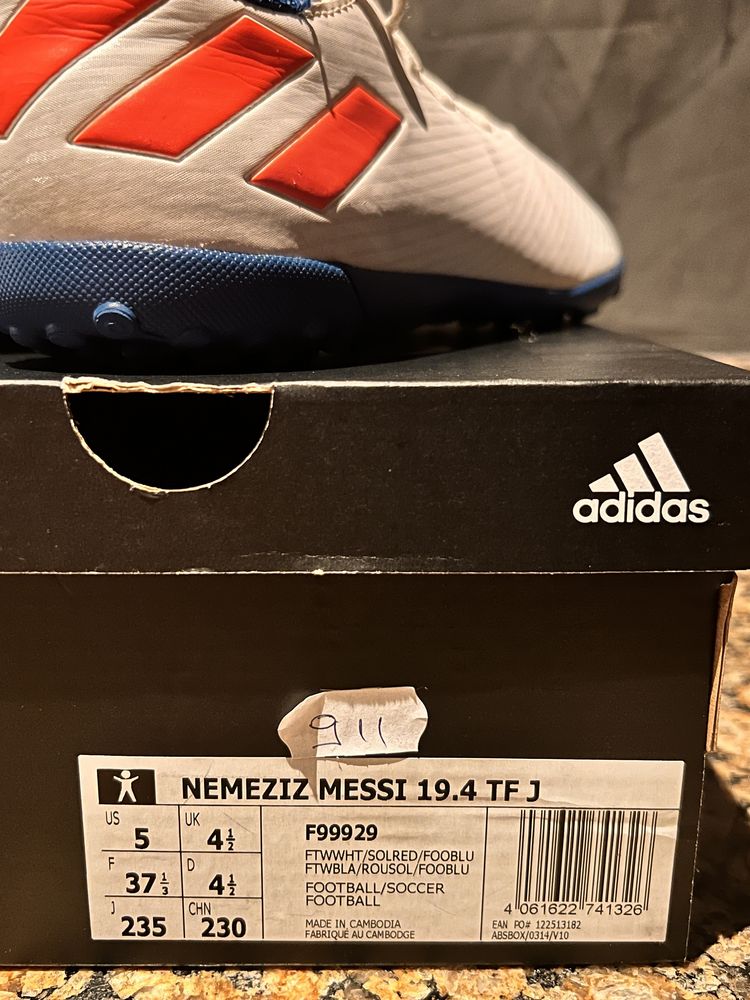 adidas
911
NEMEZIZ MESSI 19.4 TF J
US 5 UK 4½
F 37⅓ D 4½
J 235 CHN 230
F99929
FTWWHT/SOLRED/FOOBLU
FTWBLA/ROUSOL/FOOBLU
FOOTBALL/SOCCER
FOOTBALL
MADE IN CAMBODIA
FABRIQUÉ AU CAMBODGE
4 061622 741326
EAN PO# 122513182
ABSBOX/0314/V10